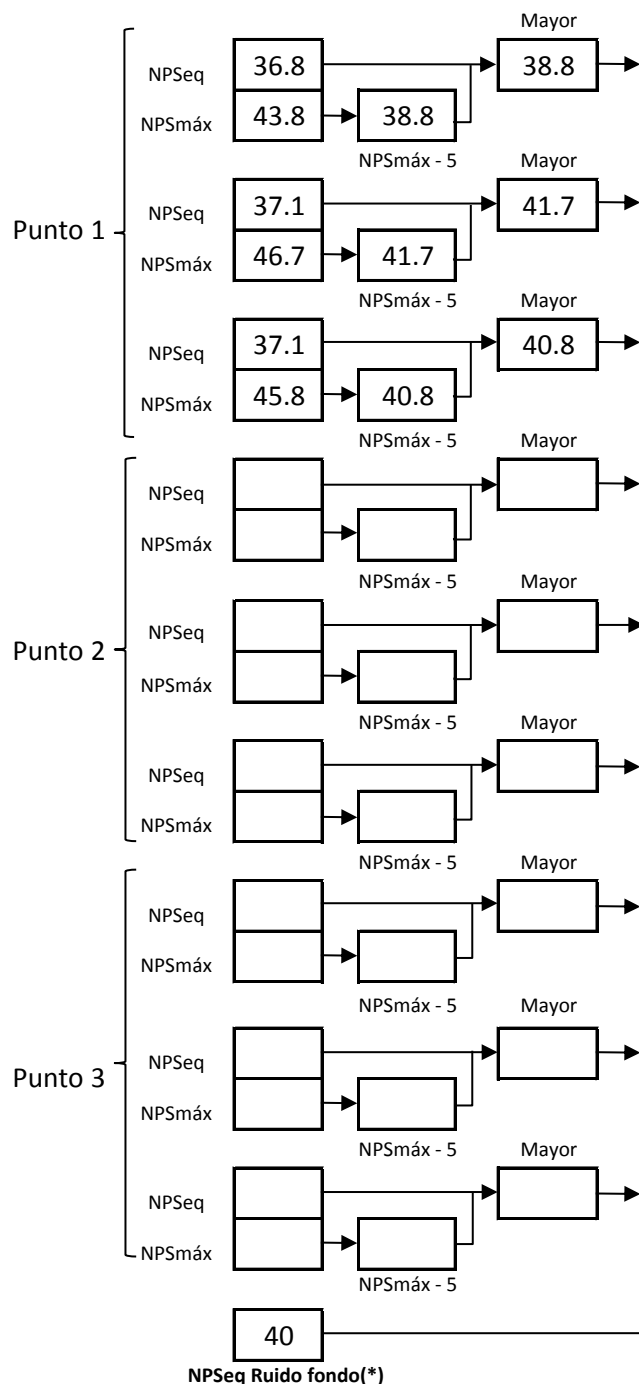 Mayor
NPSeq 36.8 38.8
NPSmáx 43.8 38.8
NPSmáx - 5
Mayor
Punto 1
NPSeq 37.1 41.7
NPSmáx 46.7 41.7
NPSmáx - 5
Mayor
NPSeq 37.1 40.8
NPSmáx 45.8 40.8
NPSmáx - 5
Mayor
NPSeq
NPSmáx
NPSmáx - 5
Mayor
Punto 2
NPSeq
NPSmáx
NPSmáx - 5
Mayor
NPSeq
NPSmáx
NPSmáx - 5
Mayor
NPSeq
NPSmáx
NPSmáx - 5
Mayor
Punto 3
NPSeq
NPSmáx
NPSmáx - 5
Mayor
NPSeq
NPSmáx
NPSmáx - 5
40
NPSeq Ruido fondo(*)